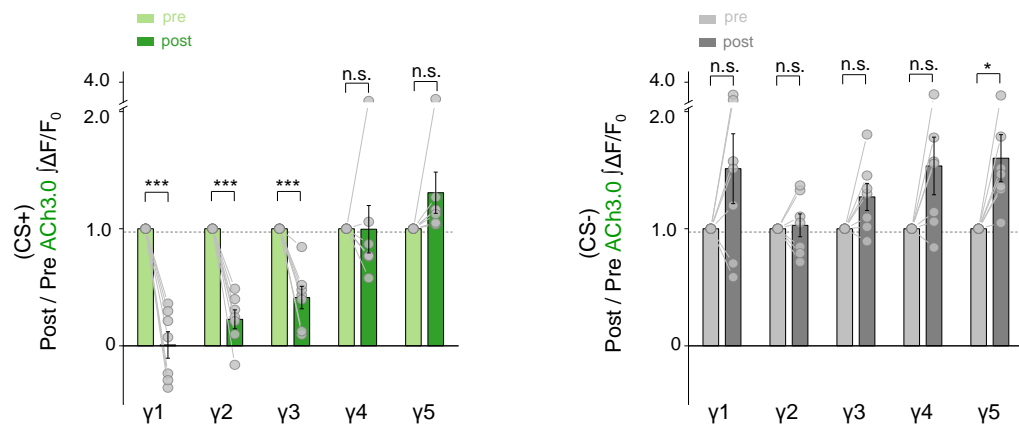 pre
post
n.s.
n.s.
***
***
***
4.0
2.0
1.0
0
(CS+)
Post / Pre ACh3.0 ∫ΔF/F0
γ1 γ2 γ3 γ4 γ5
pre
post
n.s.
n.s.
n.s.
n.s.
*
4.0
2.0
1.0
0
(CS-)
Post / Pre ACh3.0 ∫ΔF/F0
γ1 γ2 γ3 γ4 γ5